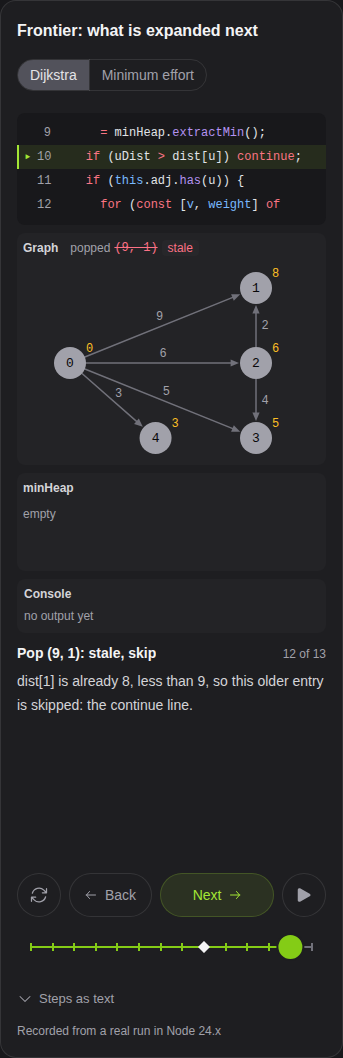 Frontier: what is expanded next
Dijkstra Minimum effort
9 = minHeap.extractMin();
▸ 10 if (uDist > dist[u]) continue;
11 if (this.adj.has(u)) {
12 for (const [v, weight] of
Graph popped (9, 1) stale
8
1
9
2
0
0
6
6
2
3
5
4
3
4
5
3
minHeap
empty
Console
no output yet
Pop (9, 1): stale, skip 12 of 13
dist[1] is already 8, less than 9, so this older entry
is skipped: the continue line.
← Back Next →
Steps as text
Recorded from a real run in Node 24.x